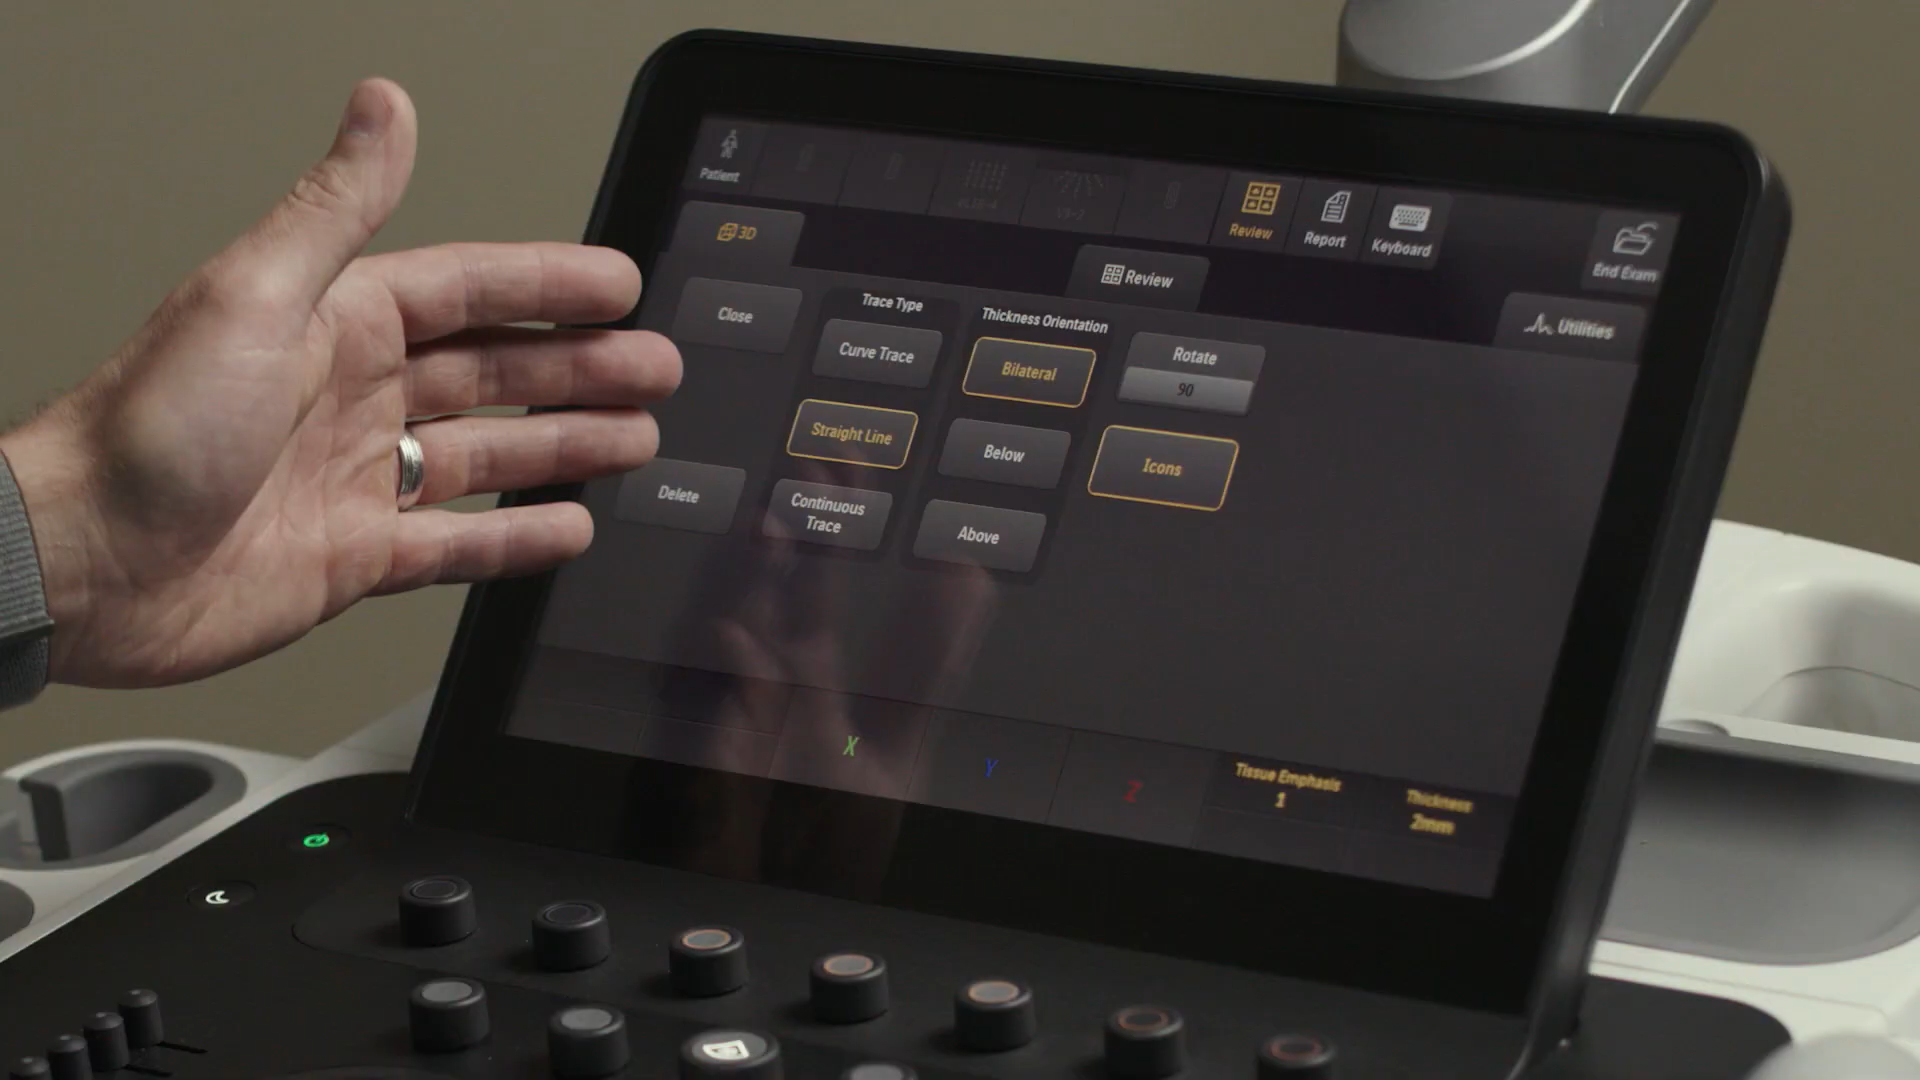 Patient
Review
Report
Keyboard
End Exam
3D
Review
Utilities
Close
Trace Type
Thickness Orientation
Curve Trace
Bilateral
Rotate
90
Straight Line
Below
Icons
Delete
Continuous
Trace
Above
X
Y
Z
Tissue Emphasis
1
Thickness
2mm